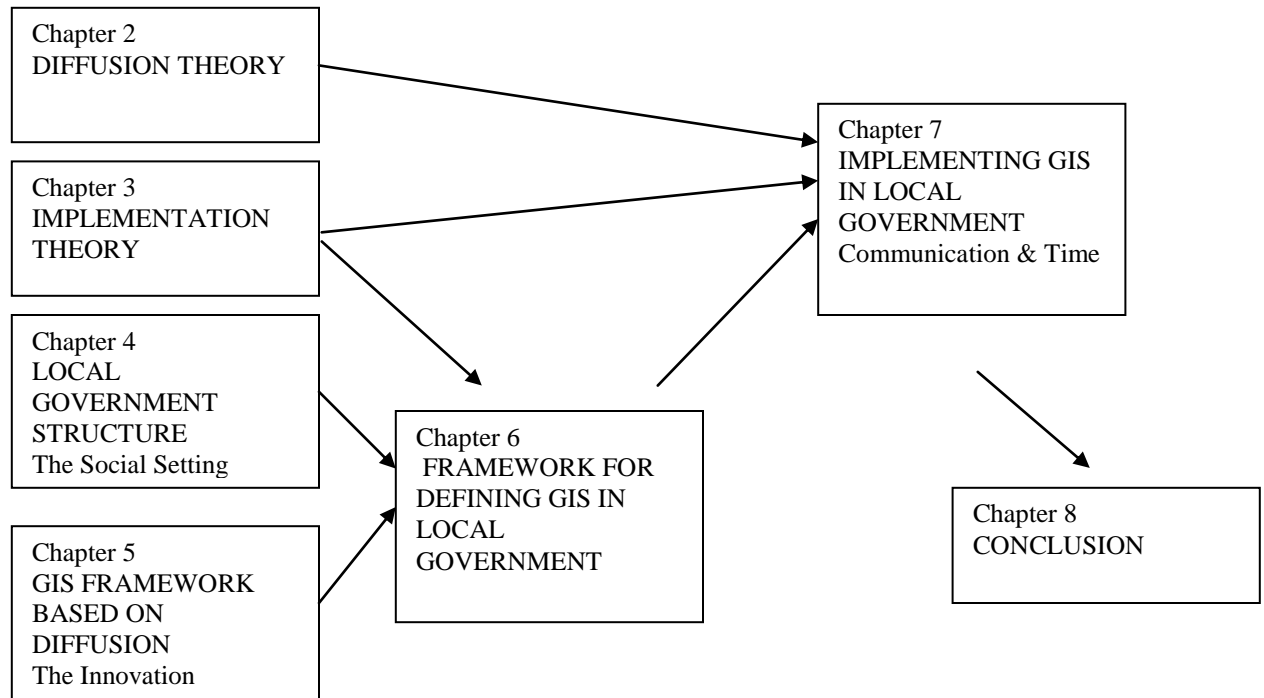 Chapter 2
DIFFUSION THEORY
Chapter 3
IMPLEMENTATION
THEORY
Chapter 4
LOCAL
GOVERNMENT
STRUCTURE
The Social Setting
Chapter 5
GIS FRAMEWORK
BASED ON
DIFFUSION
The Innovation
Chapter 6
FRAMEWORK FOR
DEFINING GIS IN
LOCAL
GOVERNMENT
Chapter 7
IMPLEMENTING GIS
IN LOCAL
GOVERNMENT
Communication & Time
Chapter 8
CONCLUSION